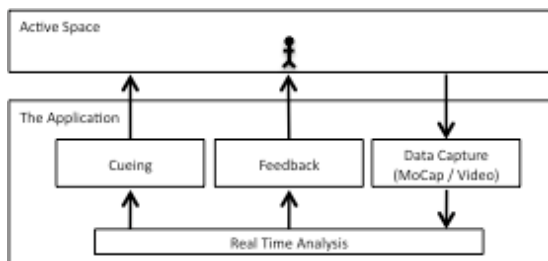 Active Space
The Application
Cueing
Feedback
Data Capture
(MoCap / Video)
Real Time Analysis